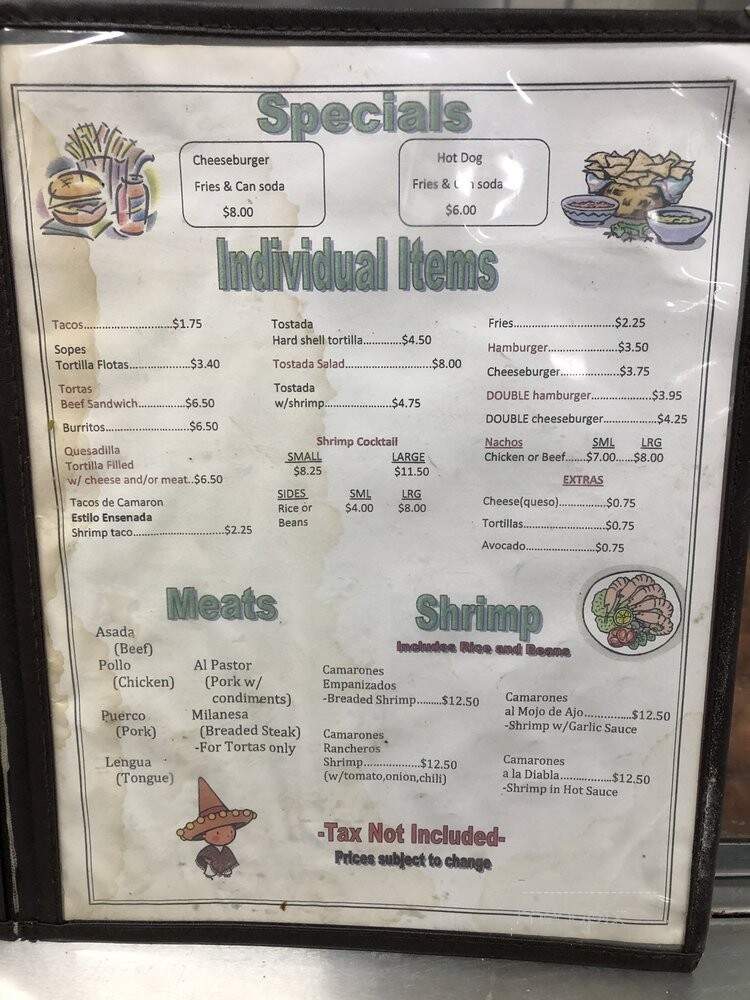 Specials
Cheeseburger
Fries & Can soda
$8.00
Hot Dog
Fries & Can soda
$6.00
Individual Items
Tacos.............................$1.75
Sopes
Tortilla Flotas....................$3.40
Tortas
Beef Sandwich...............$6.50
Burritos............................$6.50
Quesadilla
Tortilla Filled
w/ cheese and/or meat..$6.50
Tacos de Camaron
Estilo Ensenada
Shrimp taco..............................$2.25
Tostada
Hard shell tortilla............$4.50
Tostada Salad............................$8.00
Tostada
w/shrimp......................$4.75
Shrimp Cocktail
SMALL LARGE
$8.25 $11.50
SIDES SML LRG
Rice or $4.00 $8.00
Beans
Fries.................................$2.25
Hamburger.......................$3.50
Cheeseburger...................$3.75
DOUBLE hamburger....................$3.95
DOUBLE cheeseburger..................$4.25
Nachos SML LRG
Chicken or Beef.......$7.00......$8.00
EXTRAS
Cheese(queso)................$0.75
Tortillas...........................$0.75
Avocado.......................$0.75
Meats
Asada
(Beef)
Pollo
(Chicken)
Puerco
(Pork)
Lengua
(Tongue)
Al Pastor
(Pork w/
condiments)
Milanesa
(Breaded Steak)
-For Tortas only
Shrimp
Includes Rice and Beans
Camarones
Empanizados
-Breaded Shrimp........$12.50
Camarones
Rancheros
Shrimp...............$12.50
(w/tomato,onion,chili)
Camarones
al Mojo de Ajo..............$12.50
-Shrimp w/Garlic Sauce
Camarones
a la Diabla..............$12.50
-Shrimp in Hot Sauce
-Tax Not Included-
Prices subject to change